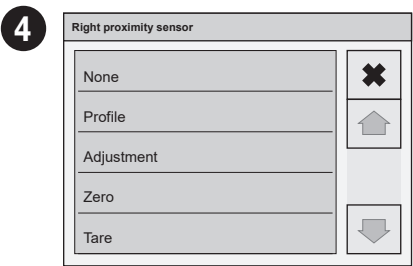 4
Right proximity sensor
None
Profile
Adjustment
Zero
Tare